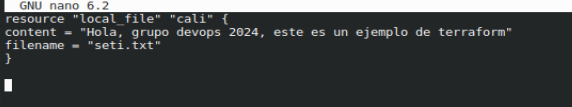 GNU nano 6.2
resource "local_file" "cali" {
content = "Hola, grupo devops 2024, este es un ejemplo de terraform"
filename = "seti.txt"
}